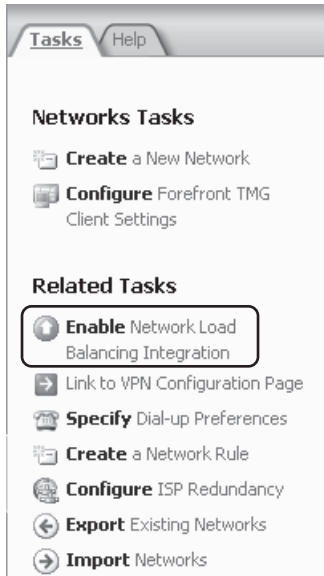 Tasks Help
Networks Tasks
Create a New Network
Configure Forefront TMG
Client Settings
Related Tasks
Enable Network Load
Balancing Integration
Link to VPN Configuration Page
Specify Dial-up Preferences
Create a Network Rule
Configure ISP Redundancy
Export Existing Networks
Import Networks